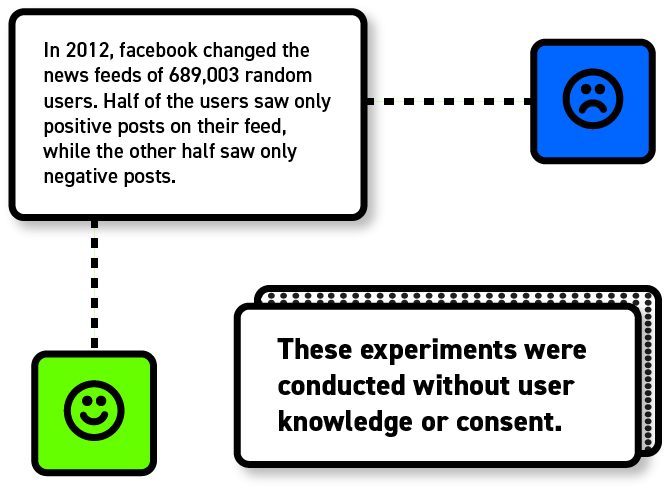 In 2012, facebook changed the
news feeds of 689,003 random
users. Half of the users saw only
positive posts on their feed,
while the other half saw only
negative posts.
These experiments were
conducted without user
knowledge or consent.